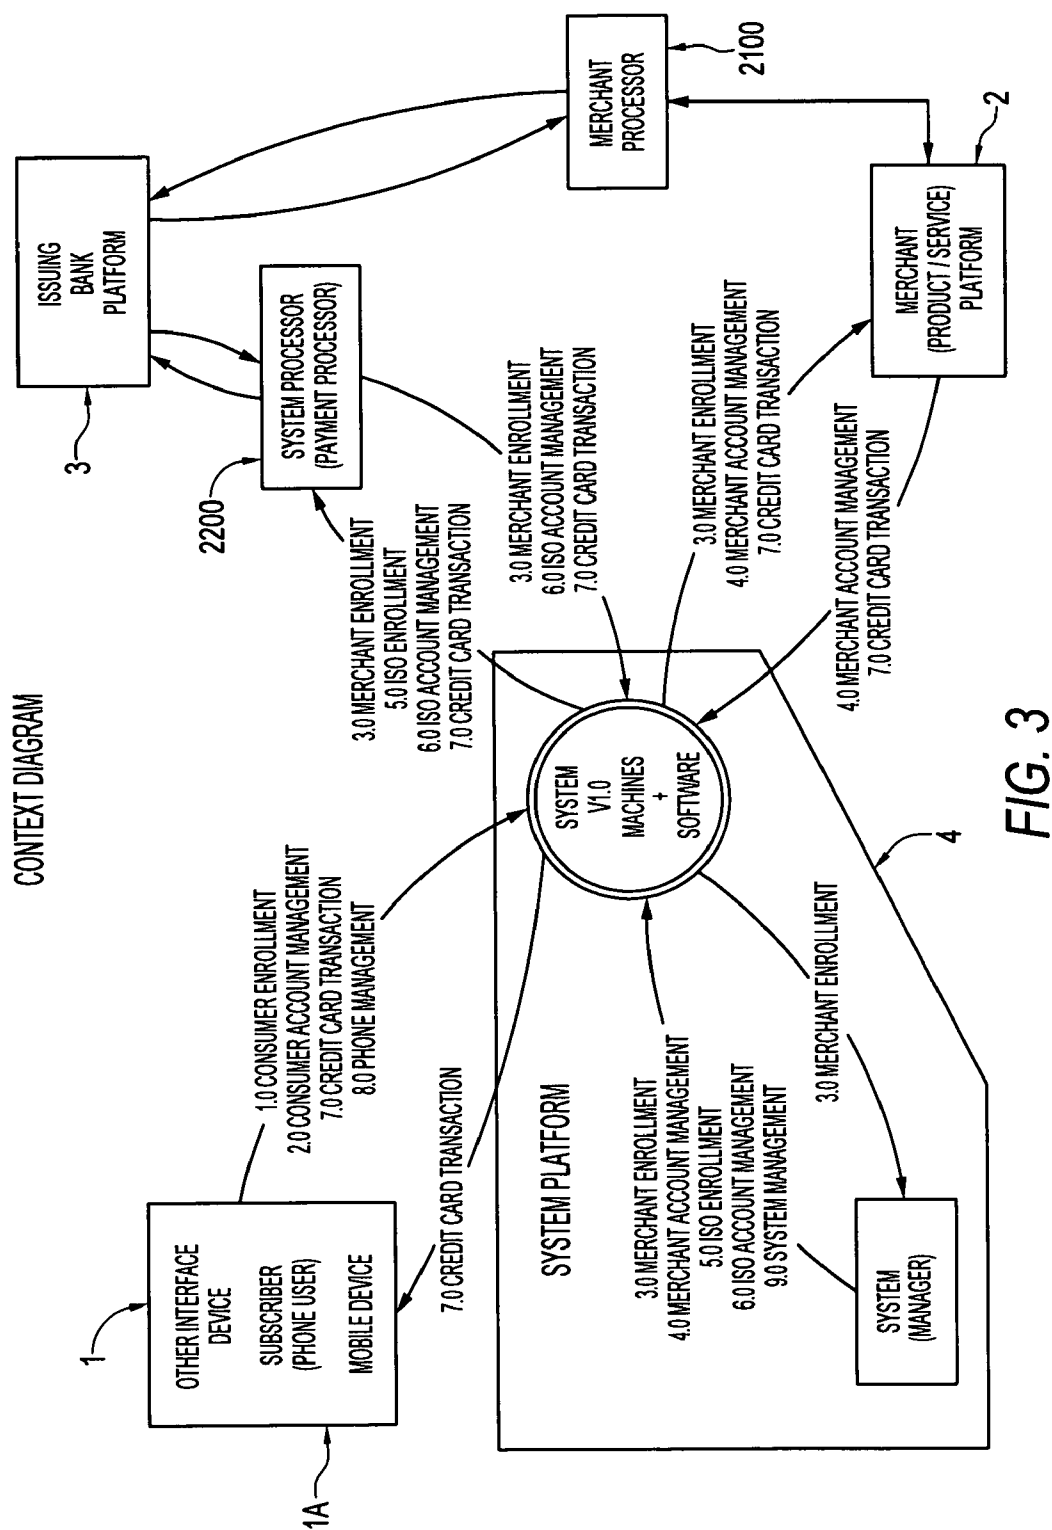 CONTEXT DIAGRAM
1
OTHER INTERFACE
DEVICE
SUBSCRIBER
(PHONE USER)
MOBILE DEVICE
1A
1.0 CONSUMER ENROLLMENT
2.0 CONSUMER ACCOUNT MANAGEMENT
7.0 CREDIT CARD TRANSACTION
8.0 PHONE MANAGEMENT
7.0 CREDIT CARD TRANSACTION
3
ISSUING
BANK
PLATFORM
2200
SYSTEM PROCESSOR
(PAYMENT PROCESSOR)
3.0 MERCHANT ENROLLMENT
5.0 ISO ENROLLMENT
6.0 ISO ACCOUNT MANAGEMENT
7.0 CREDIT CARD TRANSACTION
3.0 MERCHANT ENROLLMENT
6.0 ISO ACCOUNT MANAGEMENT
7.0 CREDIT CARD TRANSACTION
MERCHANT
PROCESSOR
2100
SYSTEM
V1.0
MACHINES
+
SOFTWARE
3.0 MERCHANT ENROLLMENT
4.0 MERCHANT ACCOUNT MANAGEMENT
7.0 CREDIT CARD TRANSACTION
MERCHANT
(PRODUCT / SERVICE)
PLATFORM
2
4.0 MERCHANT ACCOUNT MANAGEMENT
7.0 CREDIT CARD TRANSACTION
SYSTEM PLATFORM
3.0 MERCHANT ENROLLMENT
4.0 MERCHANT ACCOUNT MANAGEMENT
5.0 ISO ENROLLMENT
6.0 ISO ACCOUNT MANAGEMENT
9.0 SYSTEM MANAGEMENT
3.0 MERCHANT ENROLLMENT
SYSTEM
(MANAGER)
4
FIG. 3